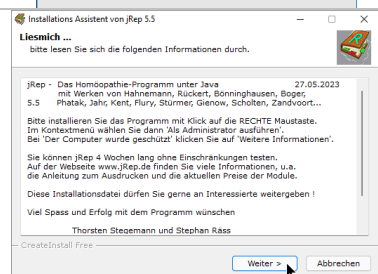 Installations Assistent von jRep 5.5
Liesmich ...
bitte lesen Sie sich die folgenden Informationen durch.
jRep - Das Homöopathie-Programm unter Java 27.05.2023
mit Werken von Hahnemann, Rückert, Bönninghausen, Boger,
5.5 Phatak, Jahr, Kent, Flury, Stürmer, Gienow, Scholten, Zandvoort...
Bitte installieren Sie das Programm mit Klick auf die RECHTE Maustaste.
Im Kontextmenü wählen Sie dann 'Als Administrator ausführen'.
Bei 'Der Computer wurde geschützt' klicken Sie auf 'Weitere Informationen'.
Sie können jRep 4 Wochen lang ohne Einschränkungen testen.
Auf der Webseite www.jRep.de finden Sie viele Informationen, u.a.
die Anleitung zum Ausdrucken und die aktuellen Preise der Module.
Diese Installationsdatei dürfen Sie gerne an Interessierte weitergeben !
Viel Spass und Erfolg mit dem Programm wünschen
Thorsten Stegemann und Stephan Räss
CreateInstall Free
Weiter > Abbrechen